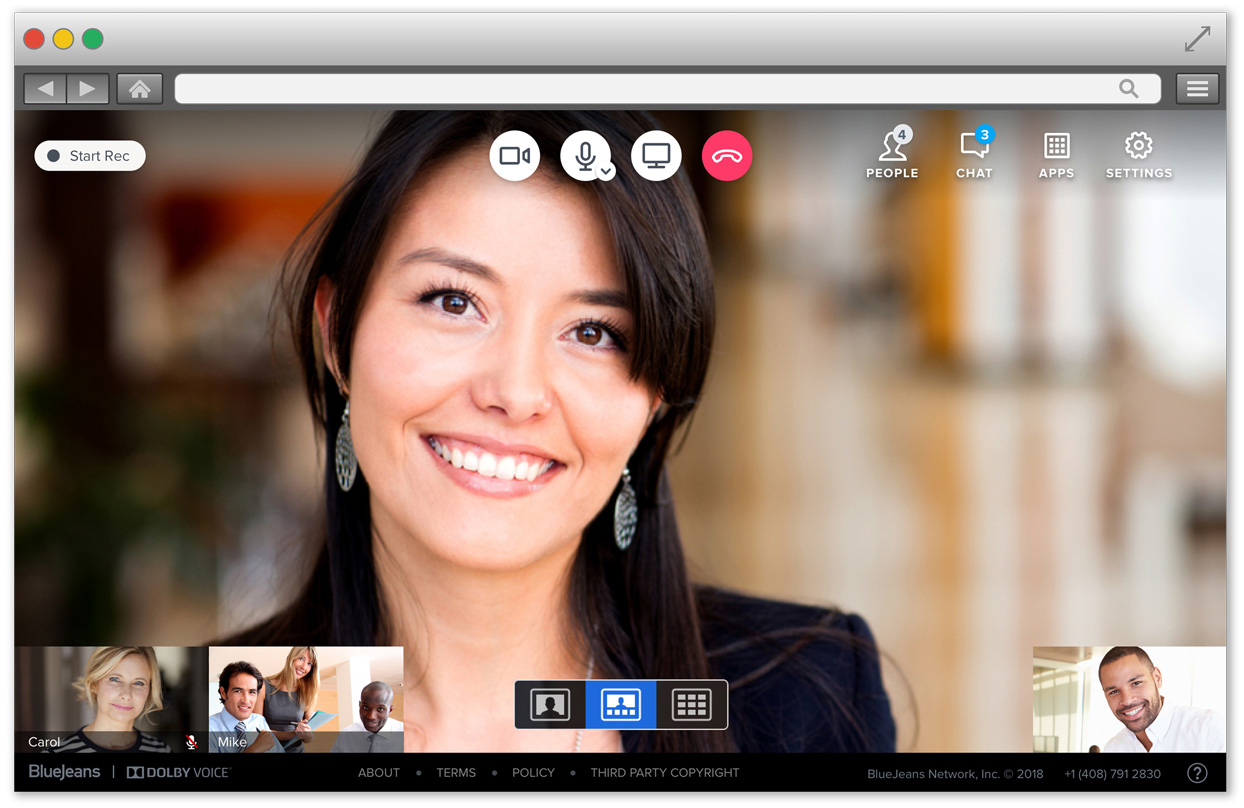 Start Rec
4
3
PEOPLE
CHAT
APPS
SETTINGS
Carol
Mike
BlueJeans | DOLBY VOICE
ABOUT • TERMS • POLICY • THIRD PARTY COPYRIGHT
BlueJeans Network, Inc. © 2018
+1 (408) 791 2830
?